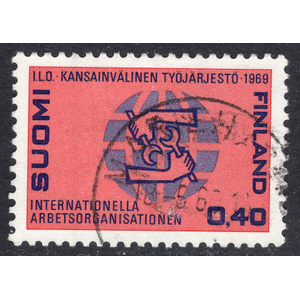 I.L.O.-KANSAINVÄLINEN TYÖJÄRJESTÖ-1969
SUOMI
FINLAND
INTERNATIONELLA
ARBETSORGANISATIONEN
0,40